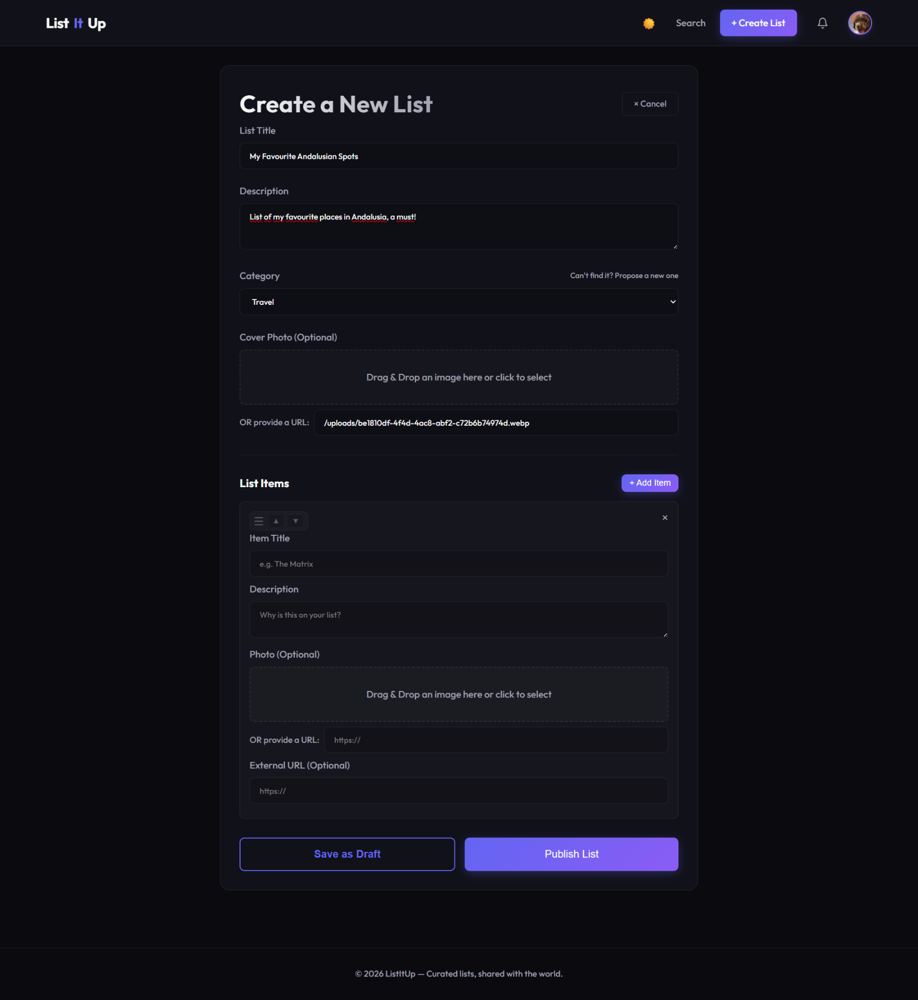 List It Up
Search
+ Create List
Create a New List
× Cancel
List Title
My Favourite Andalusian Spots
Description
List of my favourite places in Andalusia, a must!
Category
Can't find it? Propose a new one
Travel
Cover Photo (Optional)
Drag & Drop an image here or click to select
OR provide a URL:
/uploads/be1810df-4f4d-4ac8-abf2-c72b6b74974d.webp
List Items
+ Add Item
×
Item Title
e.g. The Matrix
Description
Why is this on your list?
Photo (Optional)
Drag & Drop an image here or click to select
OR provide a URL:
https://
External URL (Optional)
https://
Save as Draft
Publish List
© 2026 ListItUp — Curated lists, shared with the world.